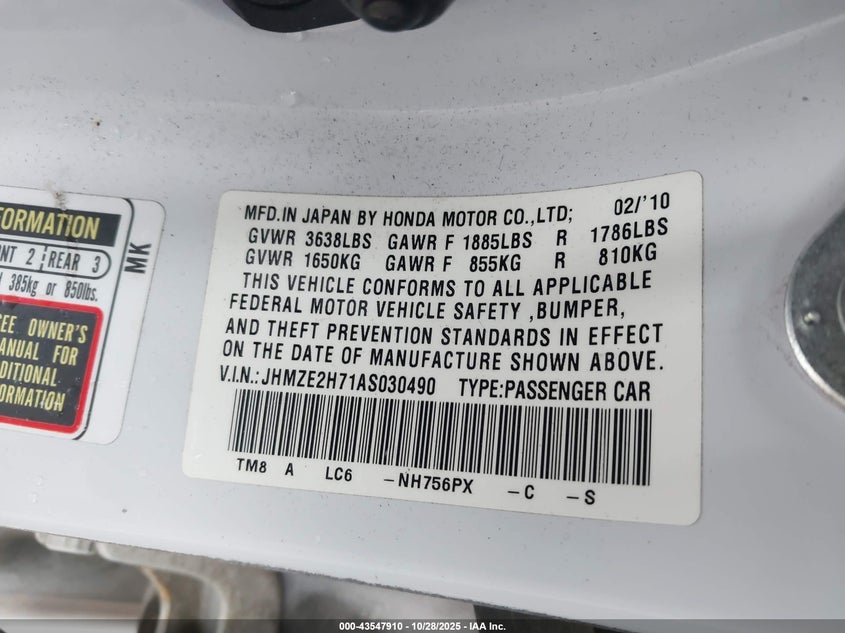 FORMATION
NT 2 REAR 3
385kg or 850lbs.
MK
EE OWNER'S
ANUAL FOR
DITIONAL
ORMATION
MFD.IN JAPAN BY HONDA MOTOR CO.,LTD; 02/'10
GVWR 3638LBS GAWR F 1885LBS R 1786LBS
GVWR 1650KG GAWR F 855KG R 810KG
THIS VEHICLE CONFORMS TO ALL APPLICABLE
FEDERAL MOTOR VEHICLE SAFETY ,BUMPER,
AND THEFT PREVENTION STANDARDS IN EFFECT
ON THE DATE OF MANUFACTURE SHOWN ABOVE.
V.I.N.:JHMZE2H71AS030490 TYPE:PASSENGER CAR
TM8 A LC6 -NH756PX -C -S
000-43547910 - 10/28/2025 - IAA Inc.